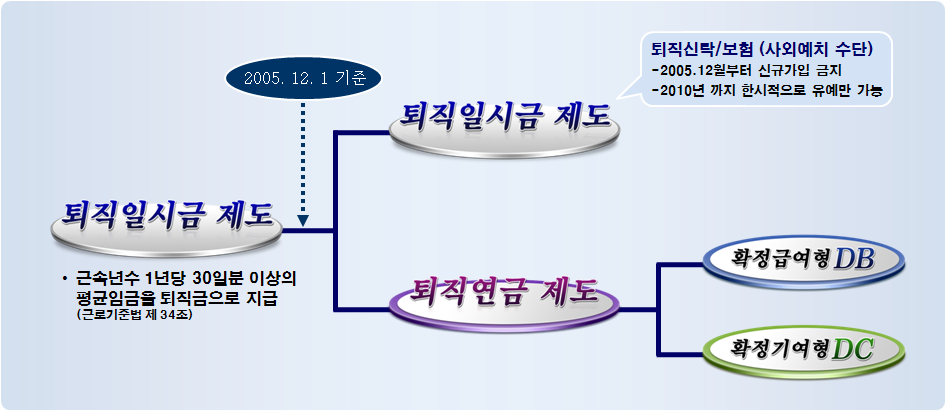 퇴직신탁/보험 (사외예치 수단)
-2005.12월부터 신규가입 금지
-2010년 까지 한시적으로 유예만 가능
2005. 12. 1 기준
퇴직일시금 제도
퇴직일시금 제도
• 근속년수 1년당 30일분 이상의
평균임금을 퇴직금으로 지급
(근로기준법 제 34조)
퇴직연금 제도
확정급여형 DB
확정기여형 DC